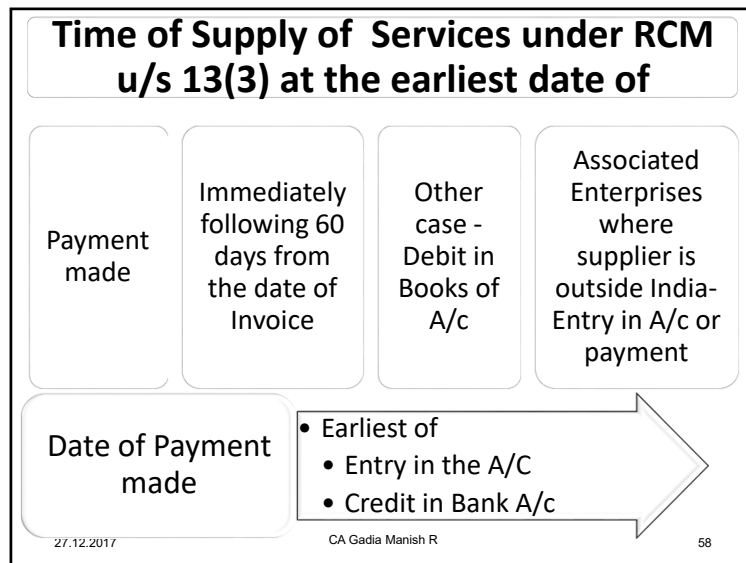 Time of Supply of Services under RCM
u/s 13(3) at the earliest date of
Payment
made
Immediately
following 60
days from
the date of
Invoice
Other
case -
Debit in
Books of
A/c
Associated
Enterprises
where
supplier is
outside India-
Entry in A/c or
payment
Date of Payment
made
• Earliest of
• Entry in the A/C
• Credit in Bank A/c
27.12.2017
CA Gadia Manish R
58